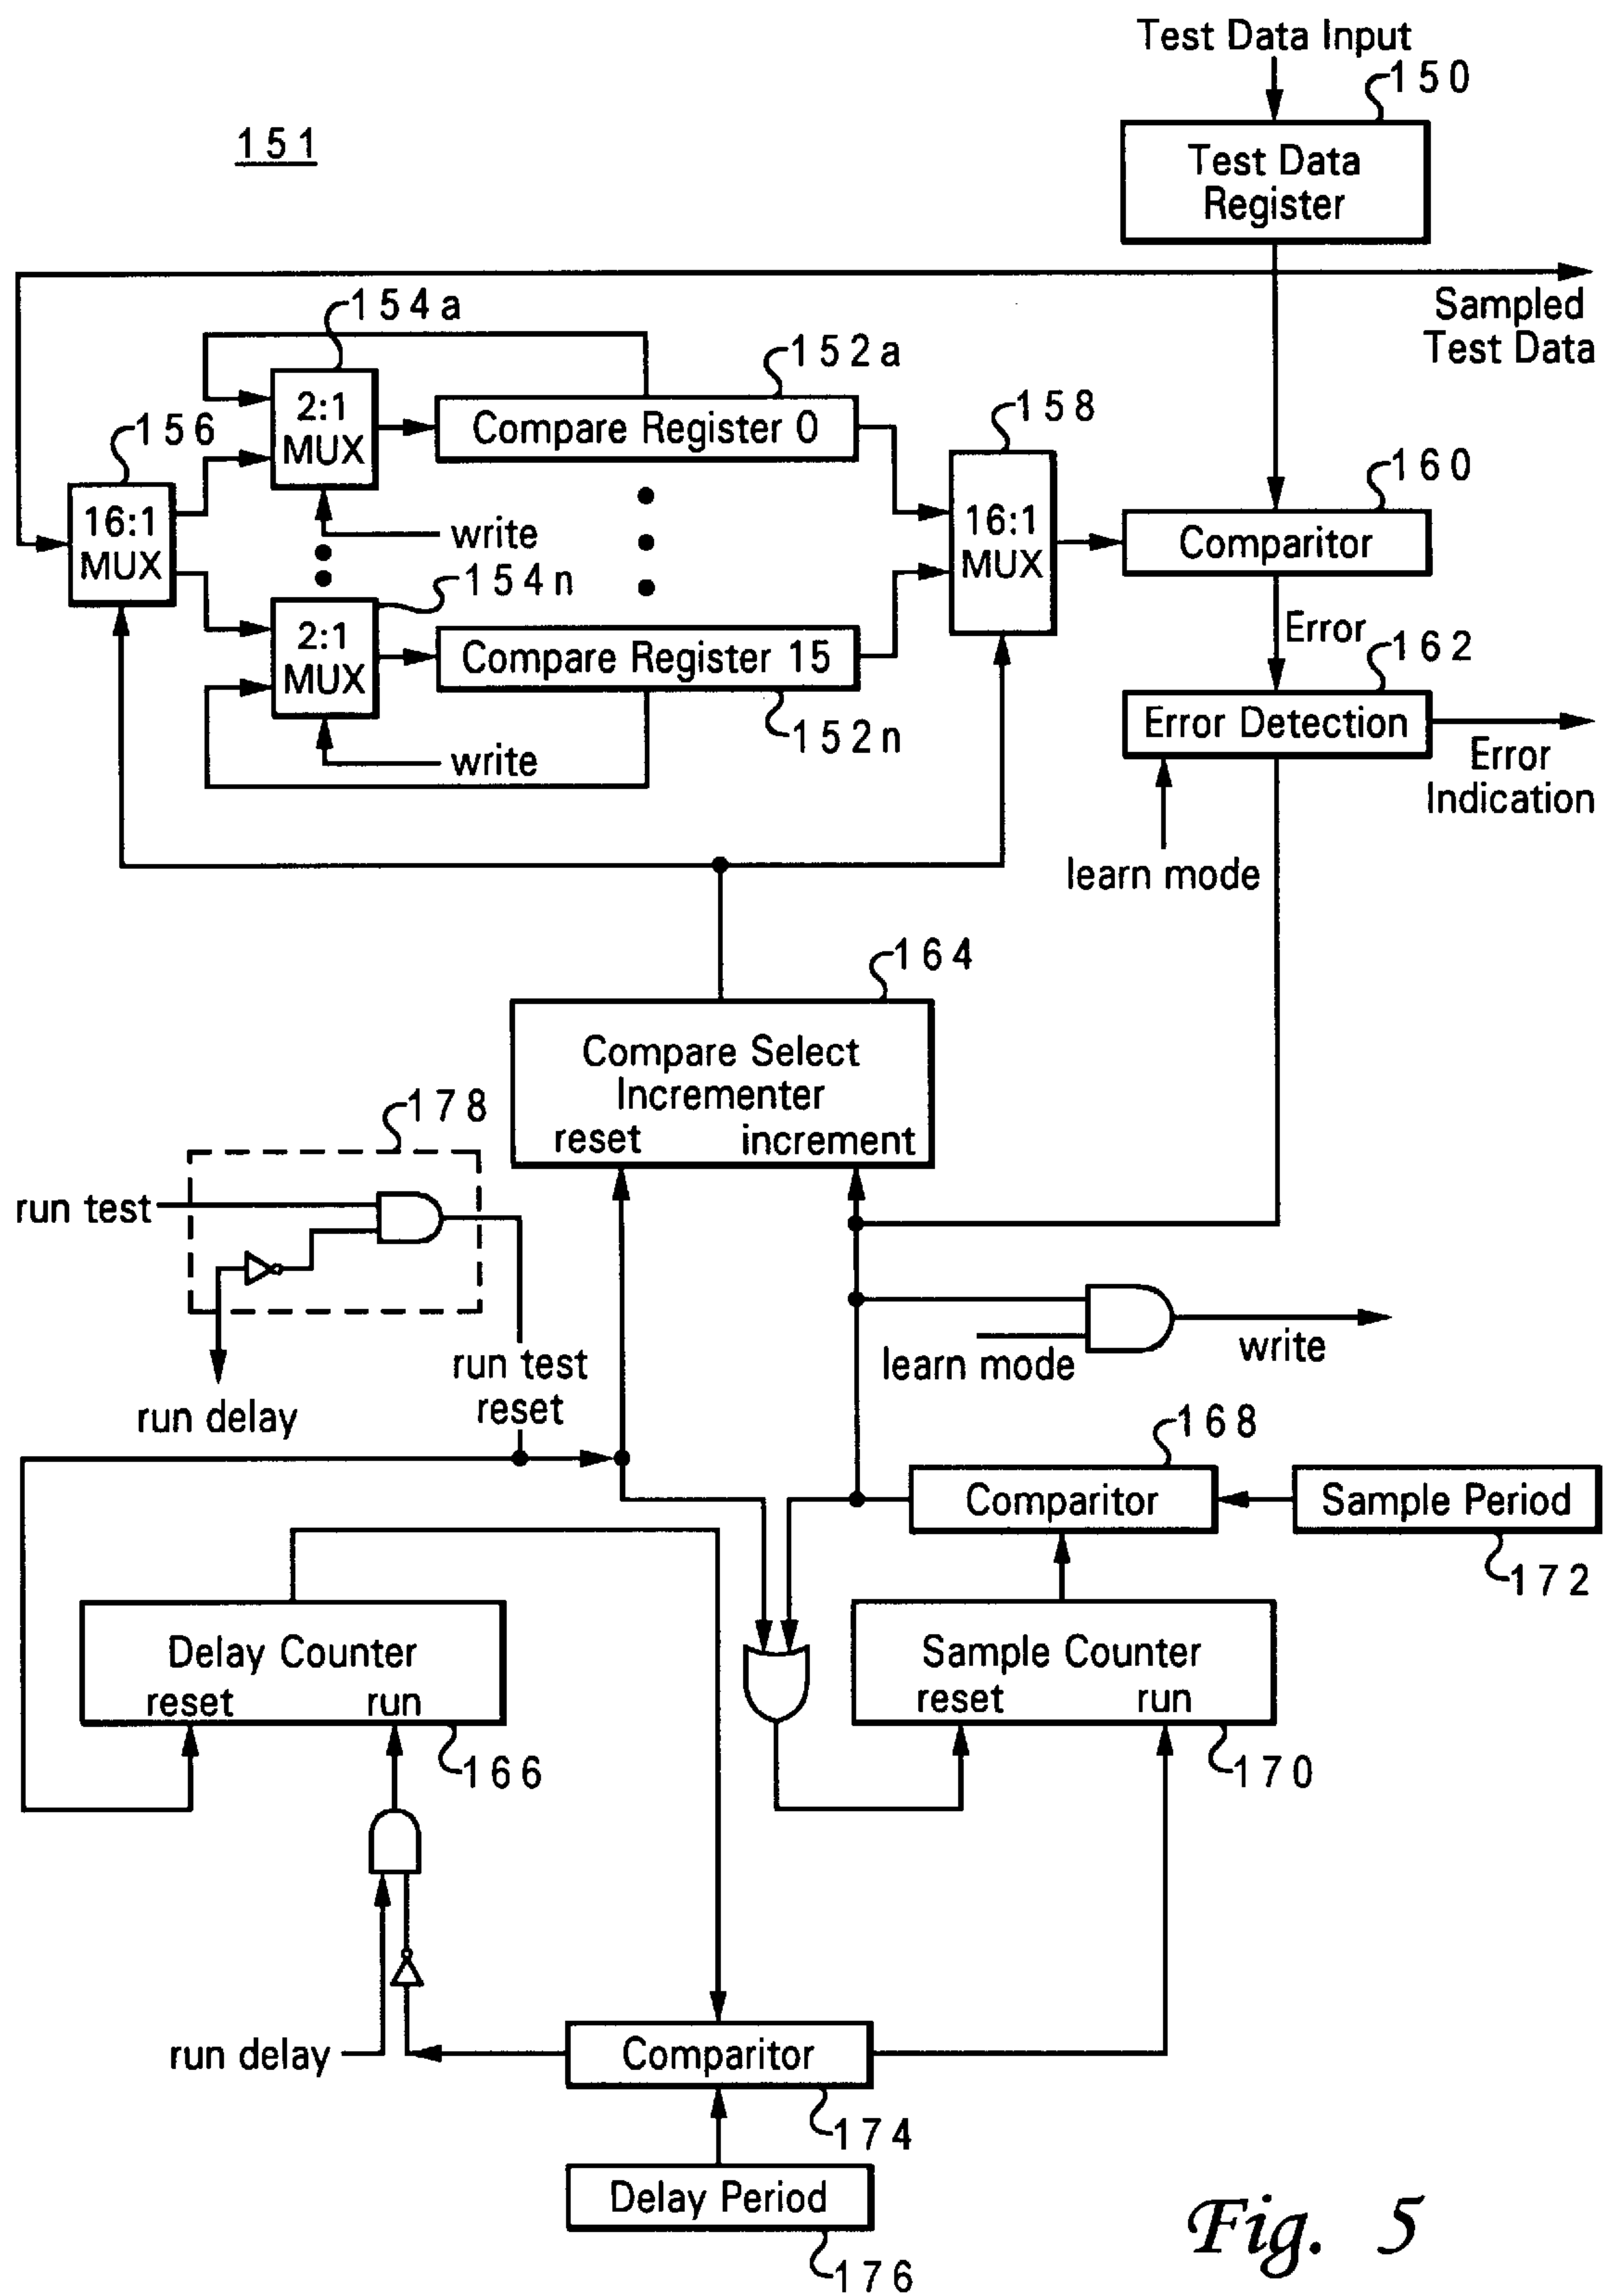 Test Data Input
150
151
Test Data
Register
Sampled
Test Data
154a
152a
2:1
MUX
Compare Register 0
158
156
160
16:1
MUX
write
16:1
MUX
Comparitor
154n
Error
2:1
MUX
Compare Register 15
162
Error Detection
152n
write
Error
Indication
learn mode
164
Compare Select
Incrementer
reset
increment
178
run test
run test
reset
run delay
learn mode
write
168
Comparitor
Sample Period
172
Delay Counter
reset
run
Sample Counter
reset
run
166
170
run delay
Comparitor
174
Delay Period
176
Fig. 5